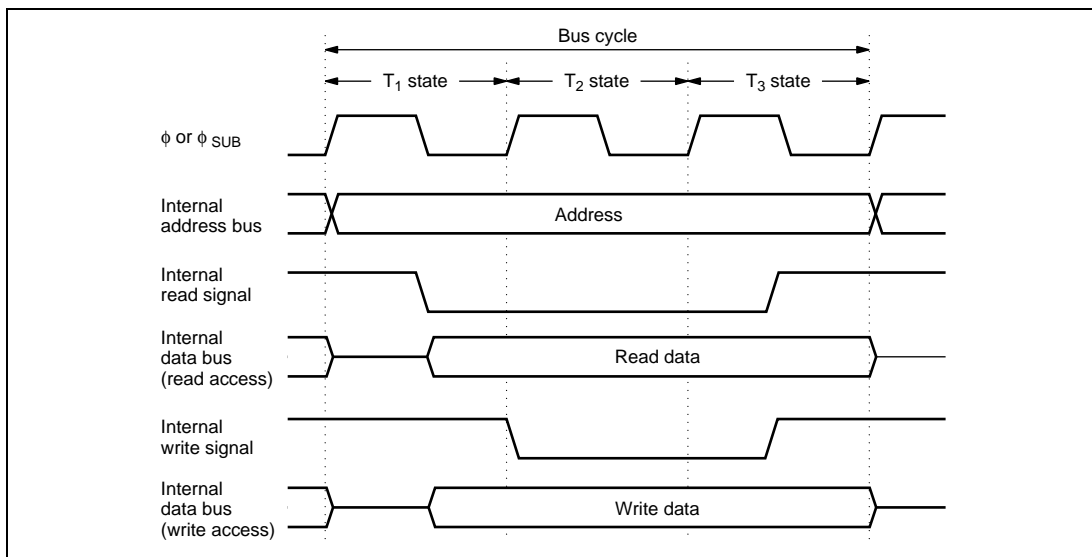 Bus cycle
T1 state
T2 state
T3 state
φ or φ SUB
Internal
address bus
Address
Internal
read signal
Internal
data bus
(read access)
Read data
Internal
write signal
Internal
data bus
(write access)
Write data